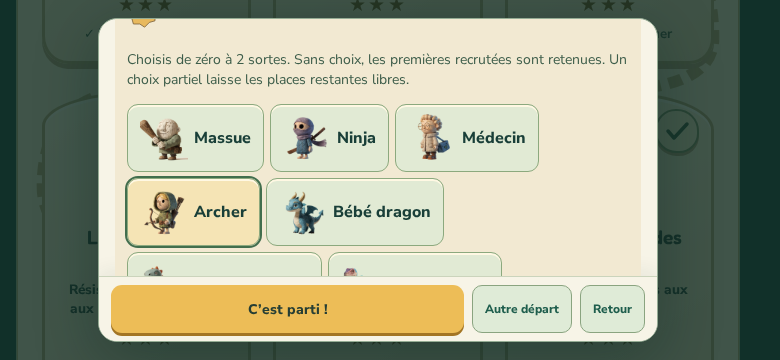 Choisis de zéro à 2 sortes. Sans choix, les premières recrutées sont retenues. Un
choix partiel laisse les places restantes libres.
Massue
Ninja
Médecin
Archer
Bébé dragon
C'est parti !
Autre départ
Retour